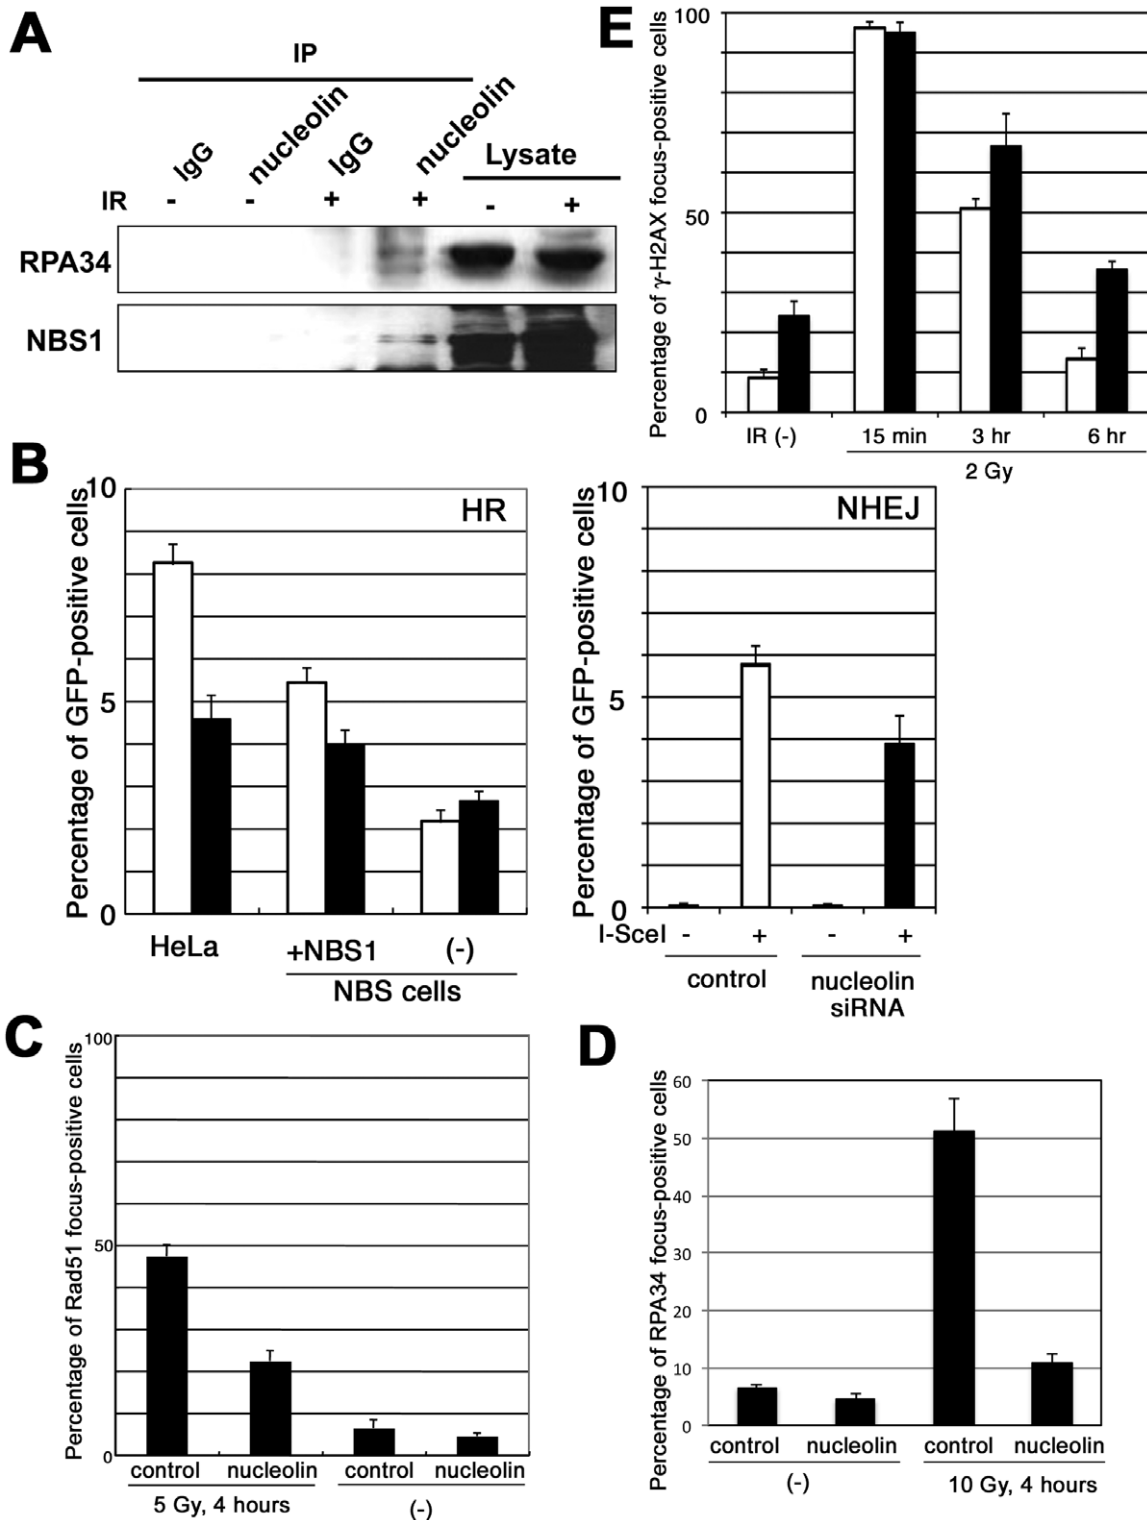 A
IP
IgG nucleolin IgG nucleolin Lysate
IR - - + + - +
RPA34
NBS1
E
Percentage of γ-H2AX focus-positive cells
100
50
0
IR (-) 15 min 3 hr 6 hr
2 Gy
B
Percentage of GFP-positive cells
10
5
0
HR
HeLa +NBS1 (-)
NBS cells
Percentage of GFP-positive cells
10
5
0
NHEJ
I-SceI - + - +
control nucleolin
siRNA
C
Percentage of Rad51 focus-positive cells
100
50
0
control nucleolin control nucleolin
5 Gy, 4 hours (-)
D
Percentage of RPA34 focus-positive cells
60
50
40
30
20
10
0
control nucleolin control nucleolin
(-) 10 Gy, 4 hours